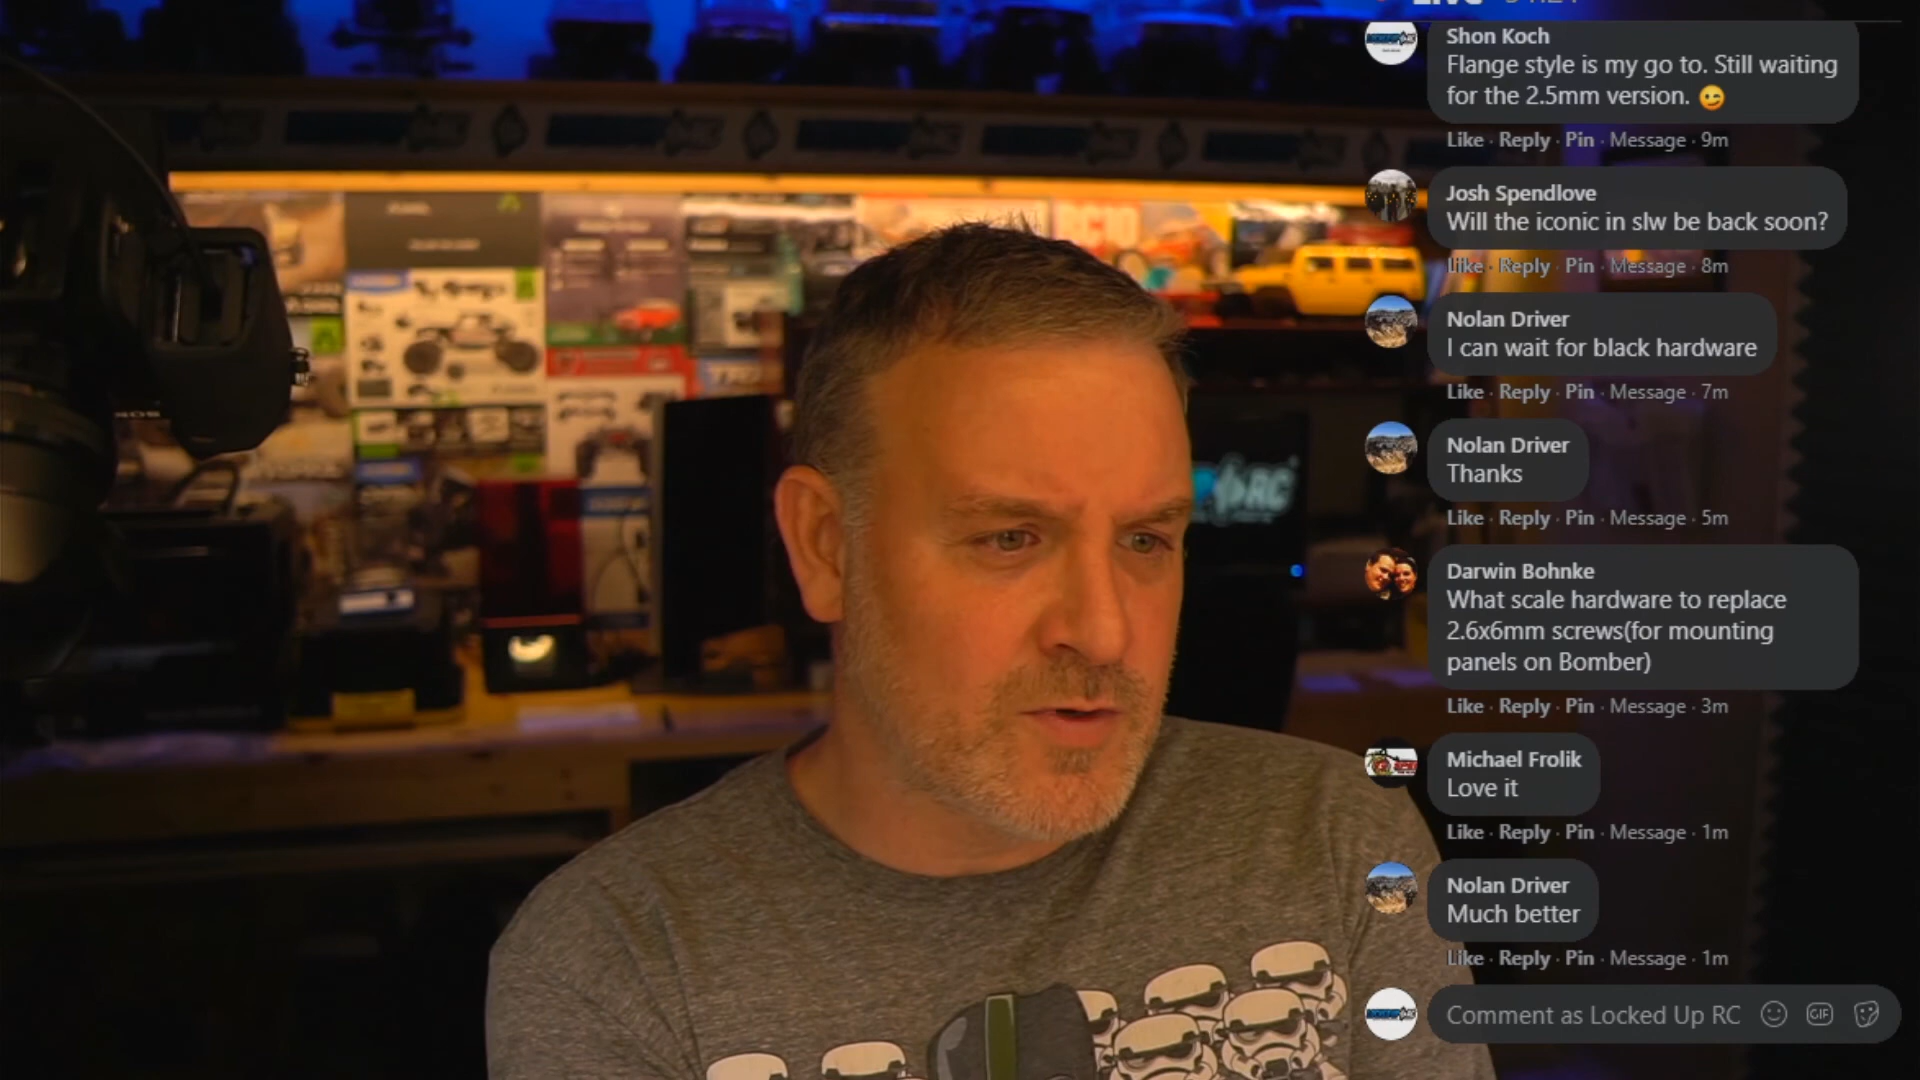 LIVE
Shon Koch
Flange style is my go to. Still waiting
for the 2.5mm version. 😉
Like · Reply · Pin · Message · 9m
Josh Spendlove
Will the iconic in slw be back soon?
Like · Reply · Pin · Message · 8m
Nolan Driver
I can wait for black hardware
Like · Reply · Pin · Message · 7m
Nolan Driver
Thanks
Like · Reply · Pin · Message · 5m
Darwin Bohnke
What scale hardware to replace
2.6x6mm screws(for mounting
panels on Bomber)
Like · Reply · Pin · Message · 3m
Michael Frolik
Love it
Like · Reply · Pin · Message · 1m
Nolan Driver
Much better
Like · Reply · Pin · Message · 1m
Comment as Locked Up RC
GIF
RC